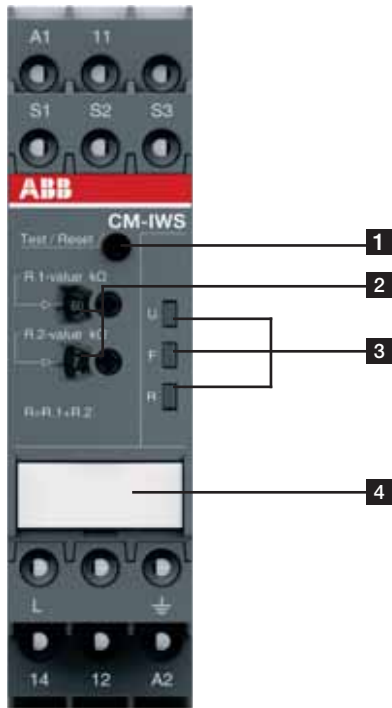 A1 11
S1 S2 S3
ABB
CM-IWS
Test / Reset
1
R.1-value kΩ
2
U
R.2-value kΩ
F
3
R
R=R.1+R.2
4
L
14 12 A2